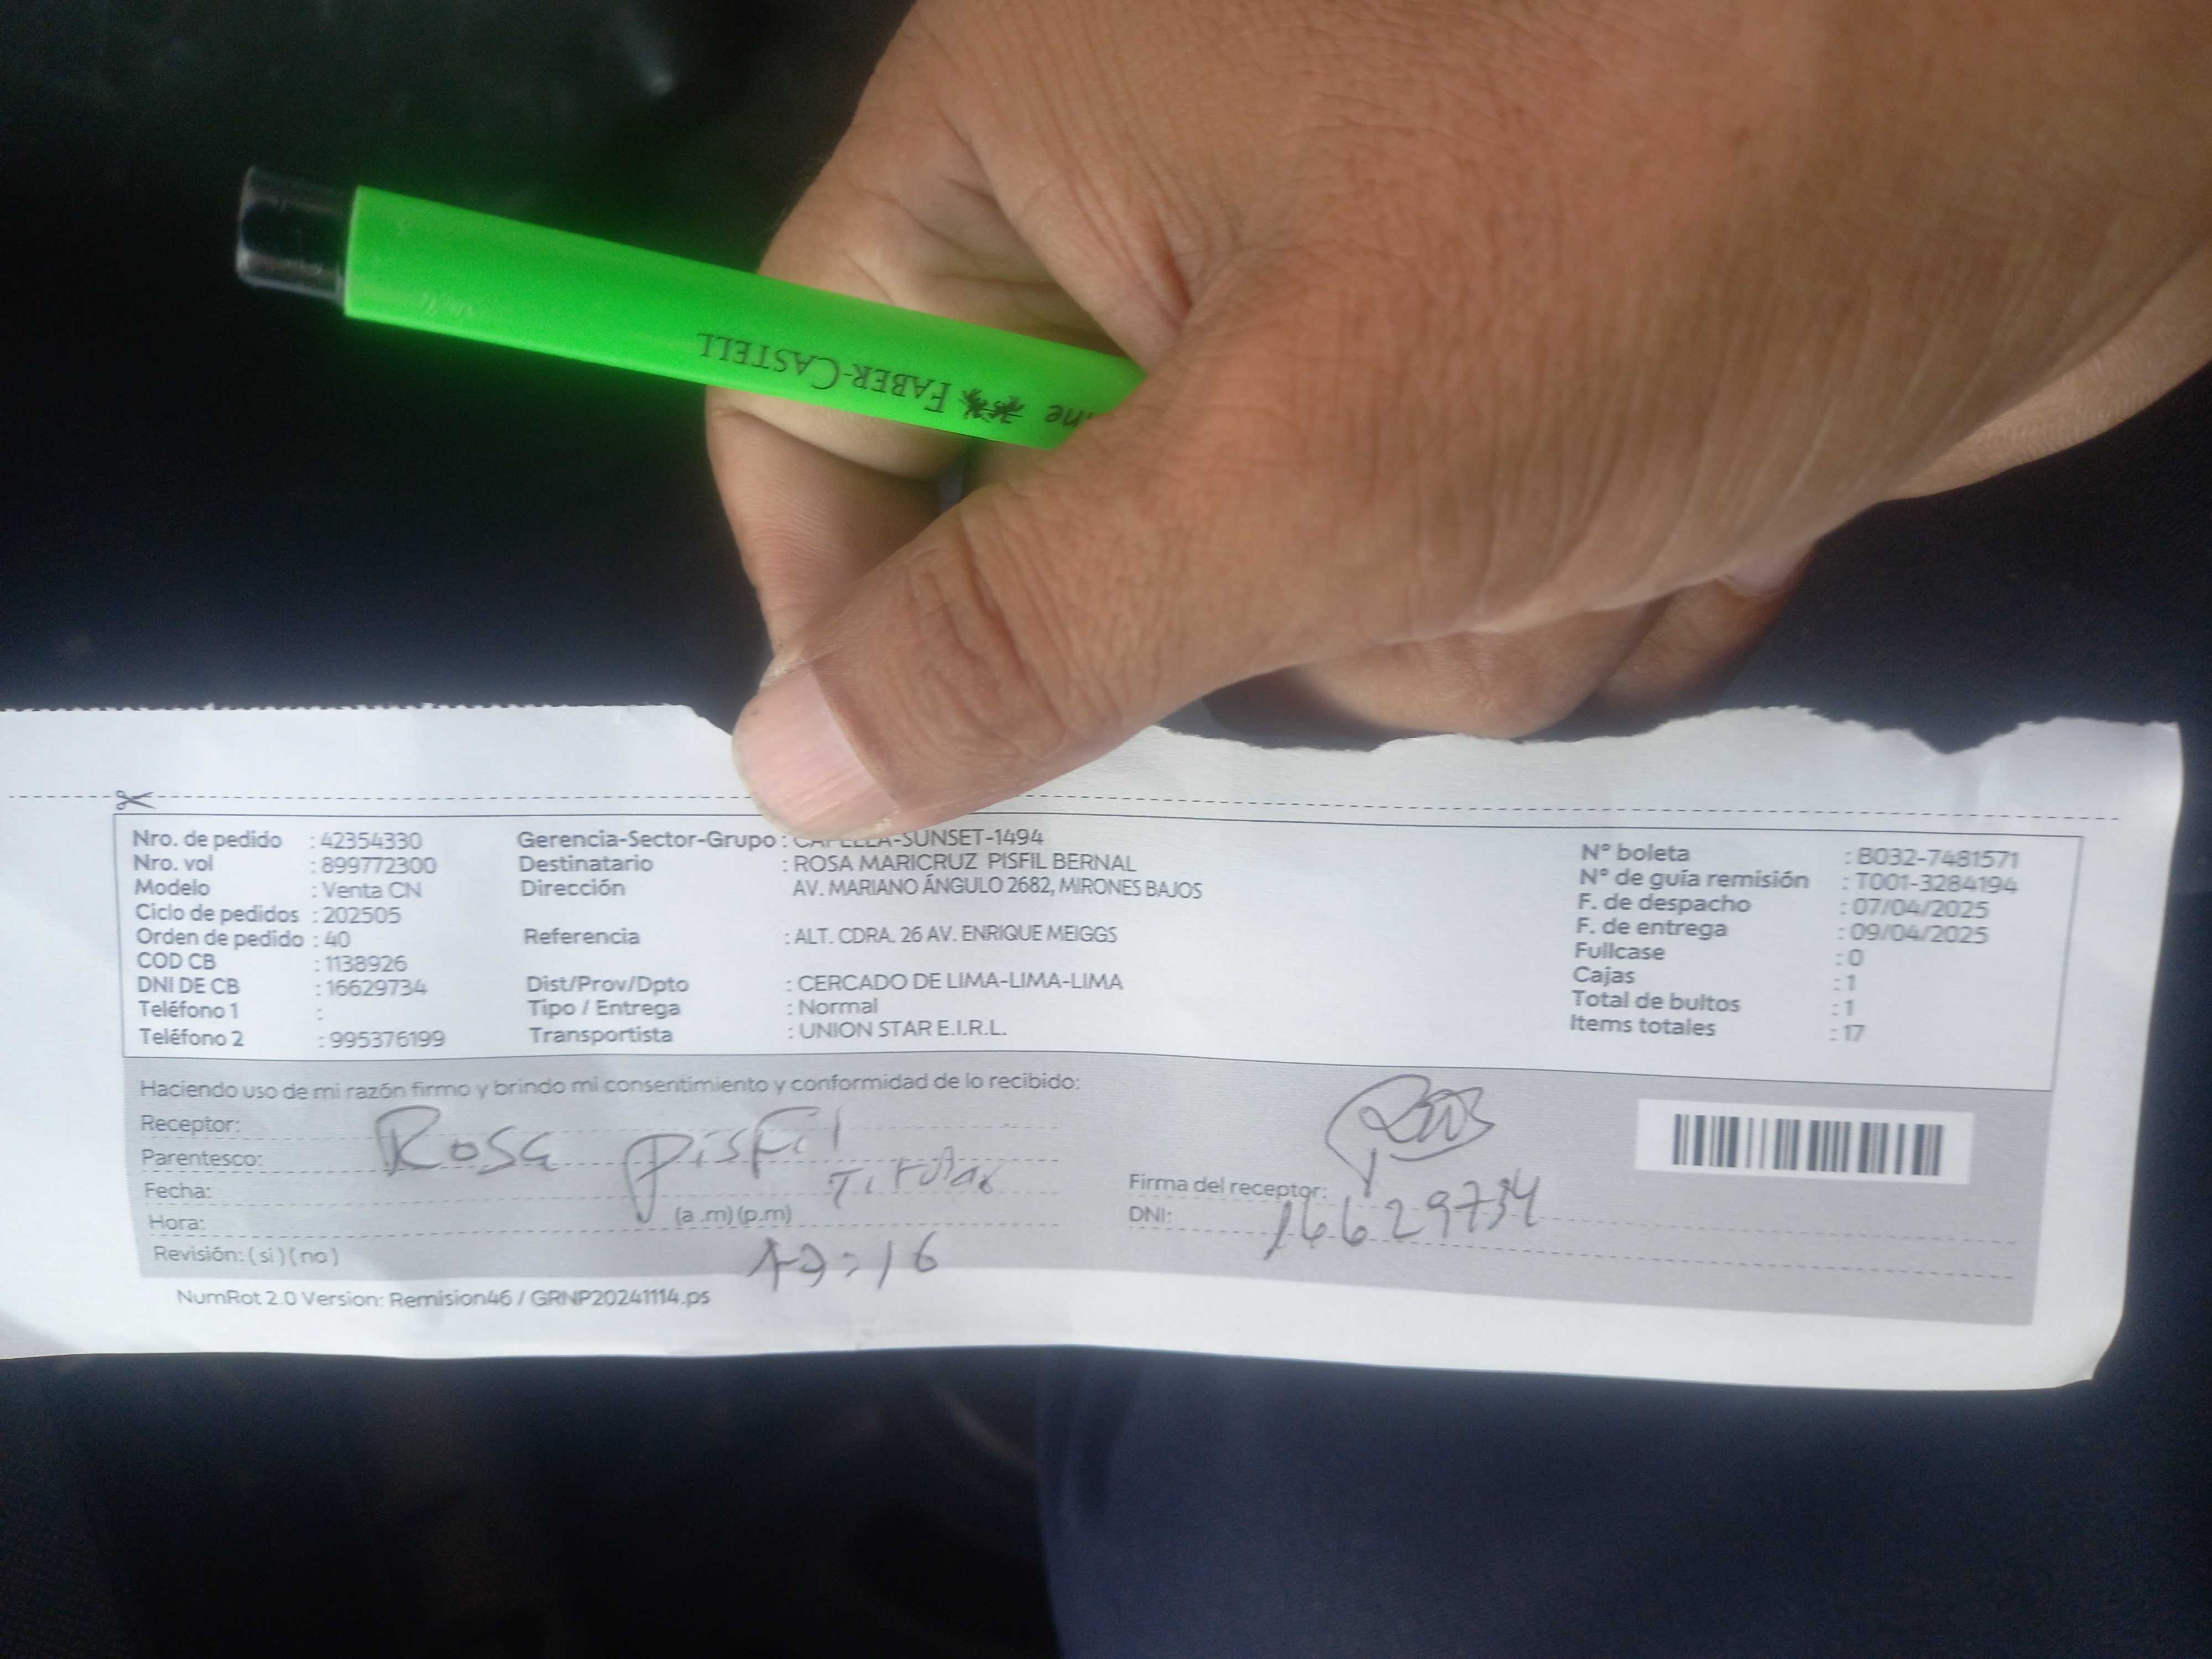 FABER-CASTELL
Nro. de pedido : 42354330
Nro. vol : 899772300
Modelo : Venta CN
Ciclo de pedidos : 202505
Orden de pedido : 40
COD CB : 1138926
DNI DE CB : 16629734
Teléfono 1 :
Teléfono 2 : 995376199
Gerencia-Sector-Grupo : CAPELLA-SUNSET-1494
Destinatario : ROSA MARICRUZ PISFIL BERNAL
Dirección AV. MARIANO ÁNGULO 2682, MIRONES BAJOS
Referencia : ALT. CDRA. 26 AV. ENRIQUE MEIGGS
Dist/Prov/Dpto : CERCADO DE LIMA-LIMA-LIMA
Tipo / Entrega : Normal
Transportista : UNION STAR E.I.R.L.
N° boleta : B032-7481571
N° de guía remisión : T001-3284194
F. de despacho : 07/04/2025
F. de entrega : 09/04/2025
Fullcase : 0
Cajas : 1
Total de bultos : 1
Items totales : 17
Haciendo uso de mi razón firmo y brindo mi consentimiento y conformidad de lo recibido:
Receptor: Rosa Pisfil
Parentesco: Titular
Fecha:
Hora: (a .m) (p.m)
Revisión: ( si ) ( no )
Firma del receptor:
DNI: 16629734
NumRot 2.0 Version: Remision46 / GRNP20241114.ps